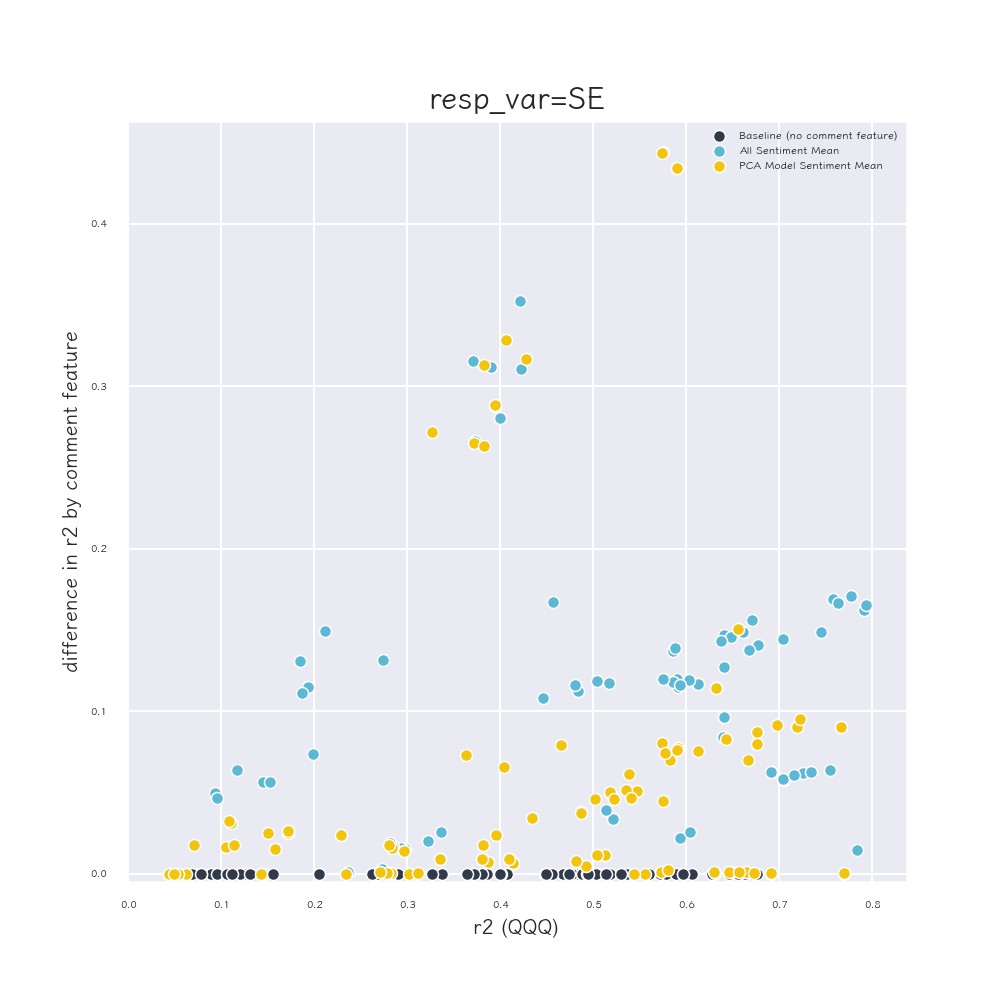 resp_var=SE
Baseline (no comment feature)
All Sentiment Mean
PCA Model Sentiment Mean
difference in r2 by comment feature
0.4
0.3
0.2
0.1
0.0
0.0 0.1 0.2 0.3 0.4 0.5 0.6 0.7 0.8
r2 (QQQ)